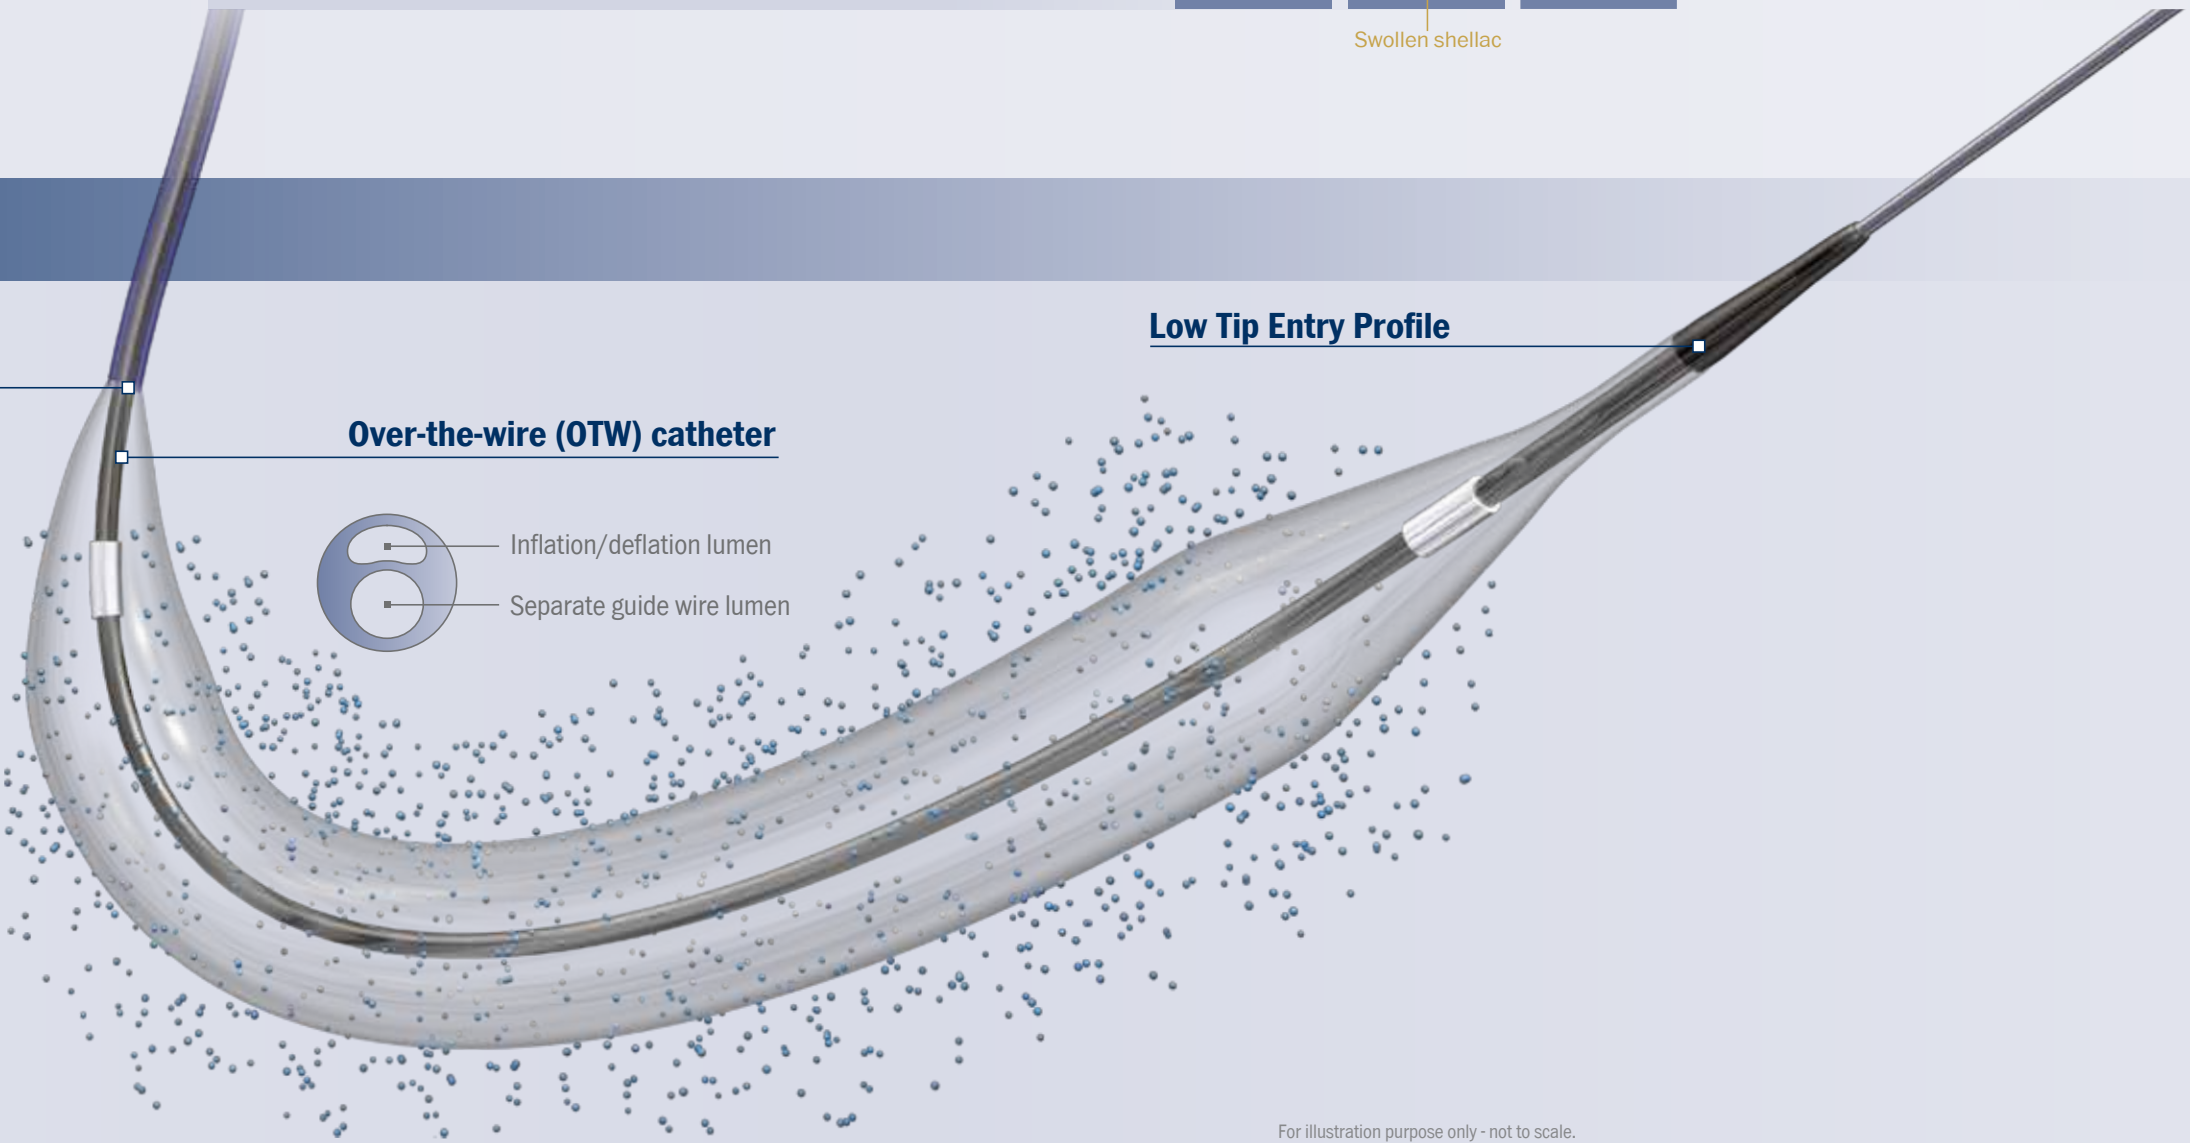 Swollen shellac
Low Tip Entry Profile
Over-the-wire (OTW) catheter
Inflation/deflation lumen
Separate guide wire lumen
For illustration purpose only - not to scale.